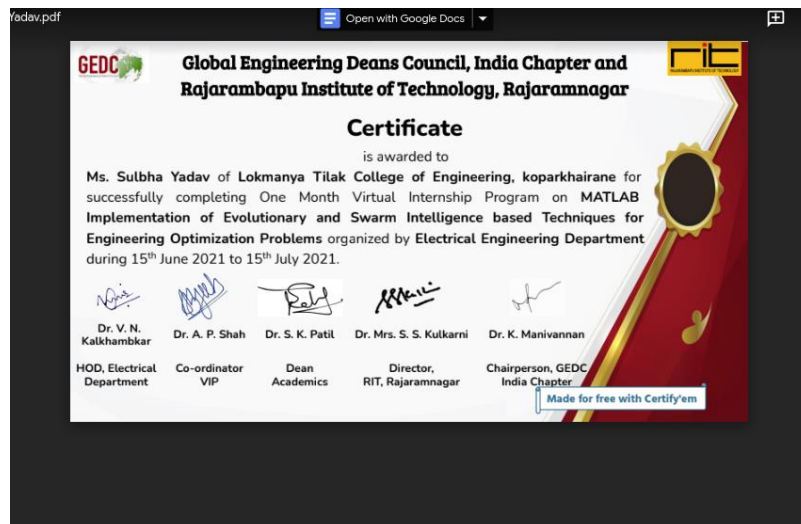 Yadav.pdf
Open with Google Docs
GEDC
Global Engineering Deans Council, India Chapter and
Rajarambapu Institute of Technology, Rajaramnagar
rit
Certificate
is awarded to
Ms. Sulbha Yadav of Lokmanya Tilak College of Engineering, koparkhairane for
successfully completing One Month Virtual Internship Program on MATLAB
Implementation of Evolutionary and Swarm Intelligence based Techniques for
Engineering Optimization Problems organized by Electrical Engineering Department
during 15th June 2021 to 15th July 2021.
Dr. V. N. Kalkhambkar
Dr. A. P. Shah
Dr. S. K. Patil
Dr. Mrs. S. S. Kulkarni
Dr. K. Manivannan
HOD, Electrical Department
Co-ordinator VIP
Dean Academics
Director, RIT, Rajaramnagar
Chairperson, GEDC India Chapter
Made for free with Certify'em